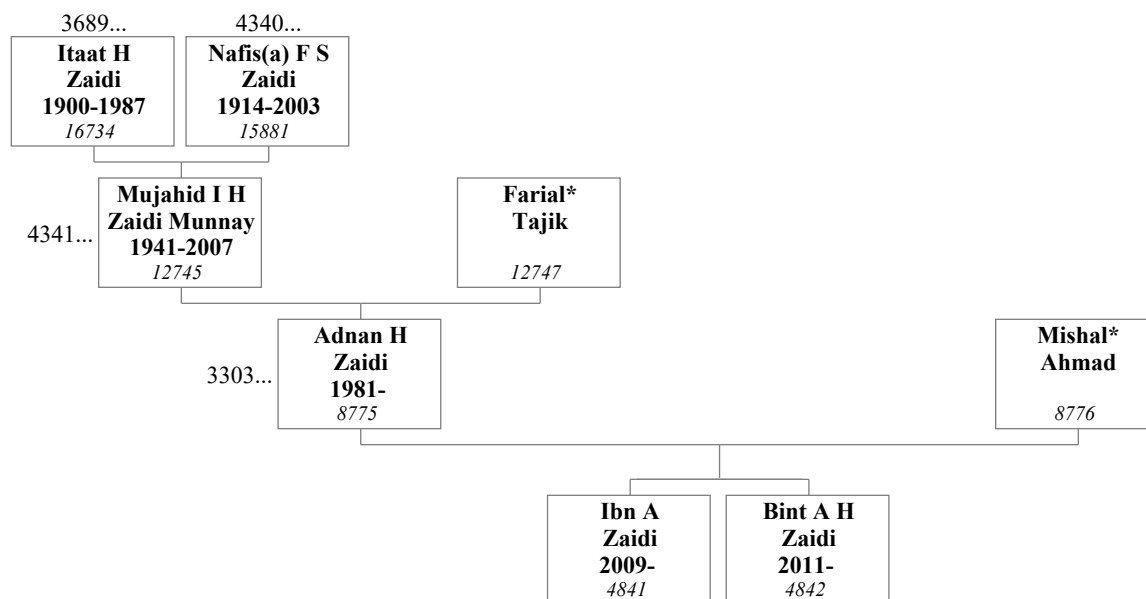 3689...
4340...
Itaat H
Zaidi
1900-1987
16734
Nafis(a) F S
Zaidi
1914-2003
15881
4341...
Mujahid I H
Zaidi Munnay
1941-2007
12745
Farial*
Tajik
12747
3303...
Adnan H
Zaidi
1981-
8775
Mishal*
Ahmad
8776
Ibn A
Zaidi
2009-
4841
Bint A H
Zaidi
2011-
4842